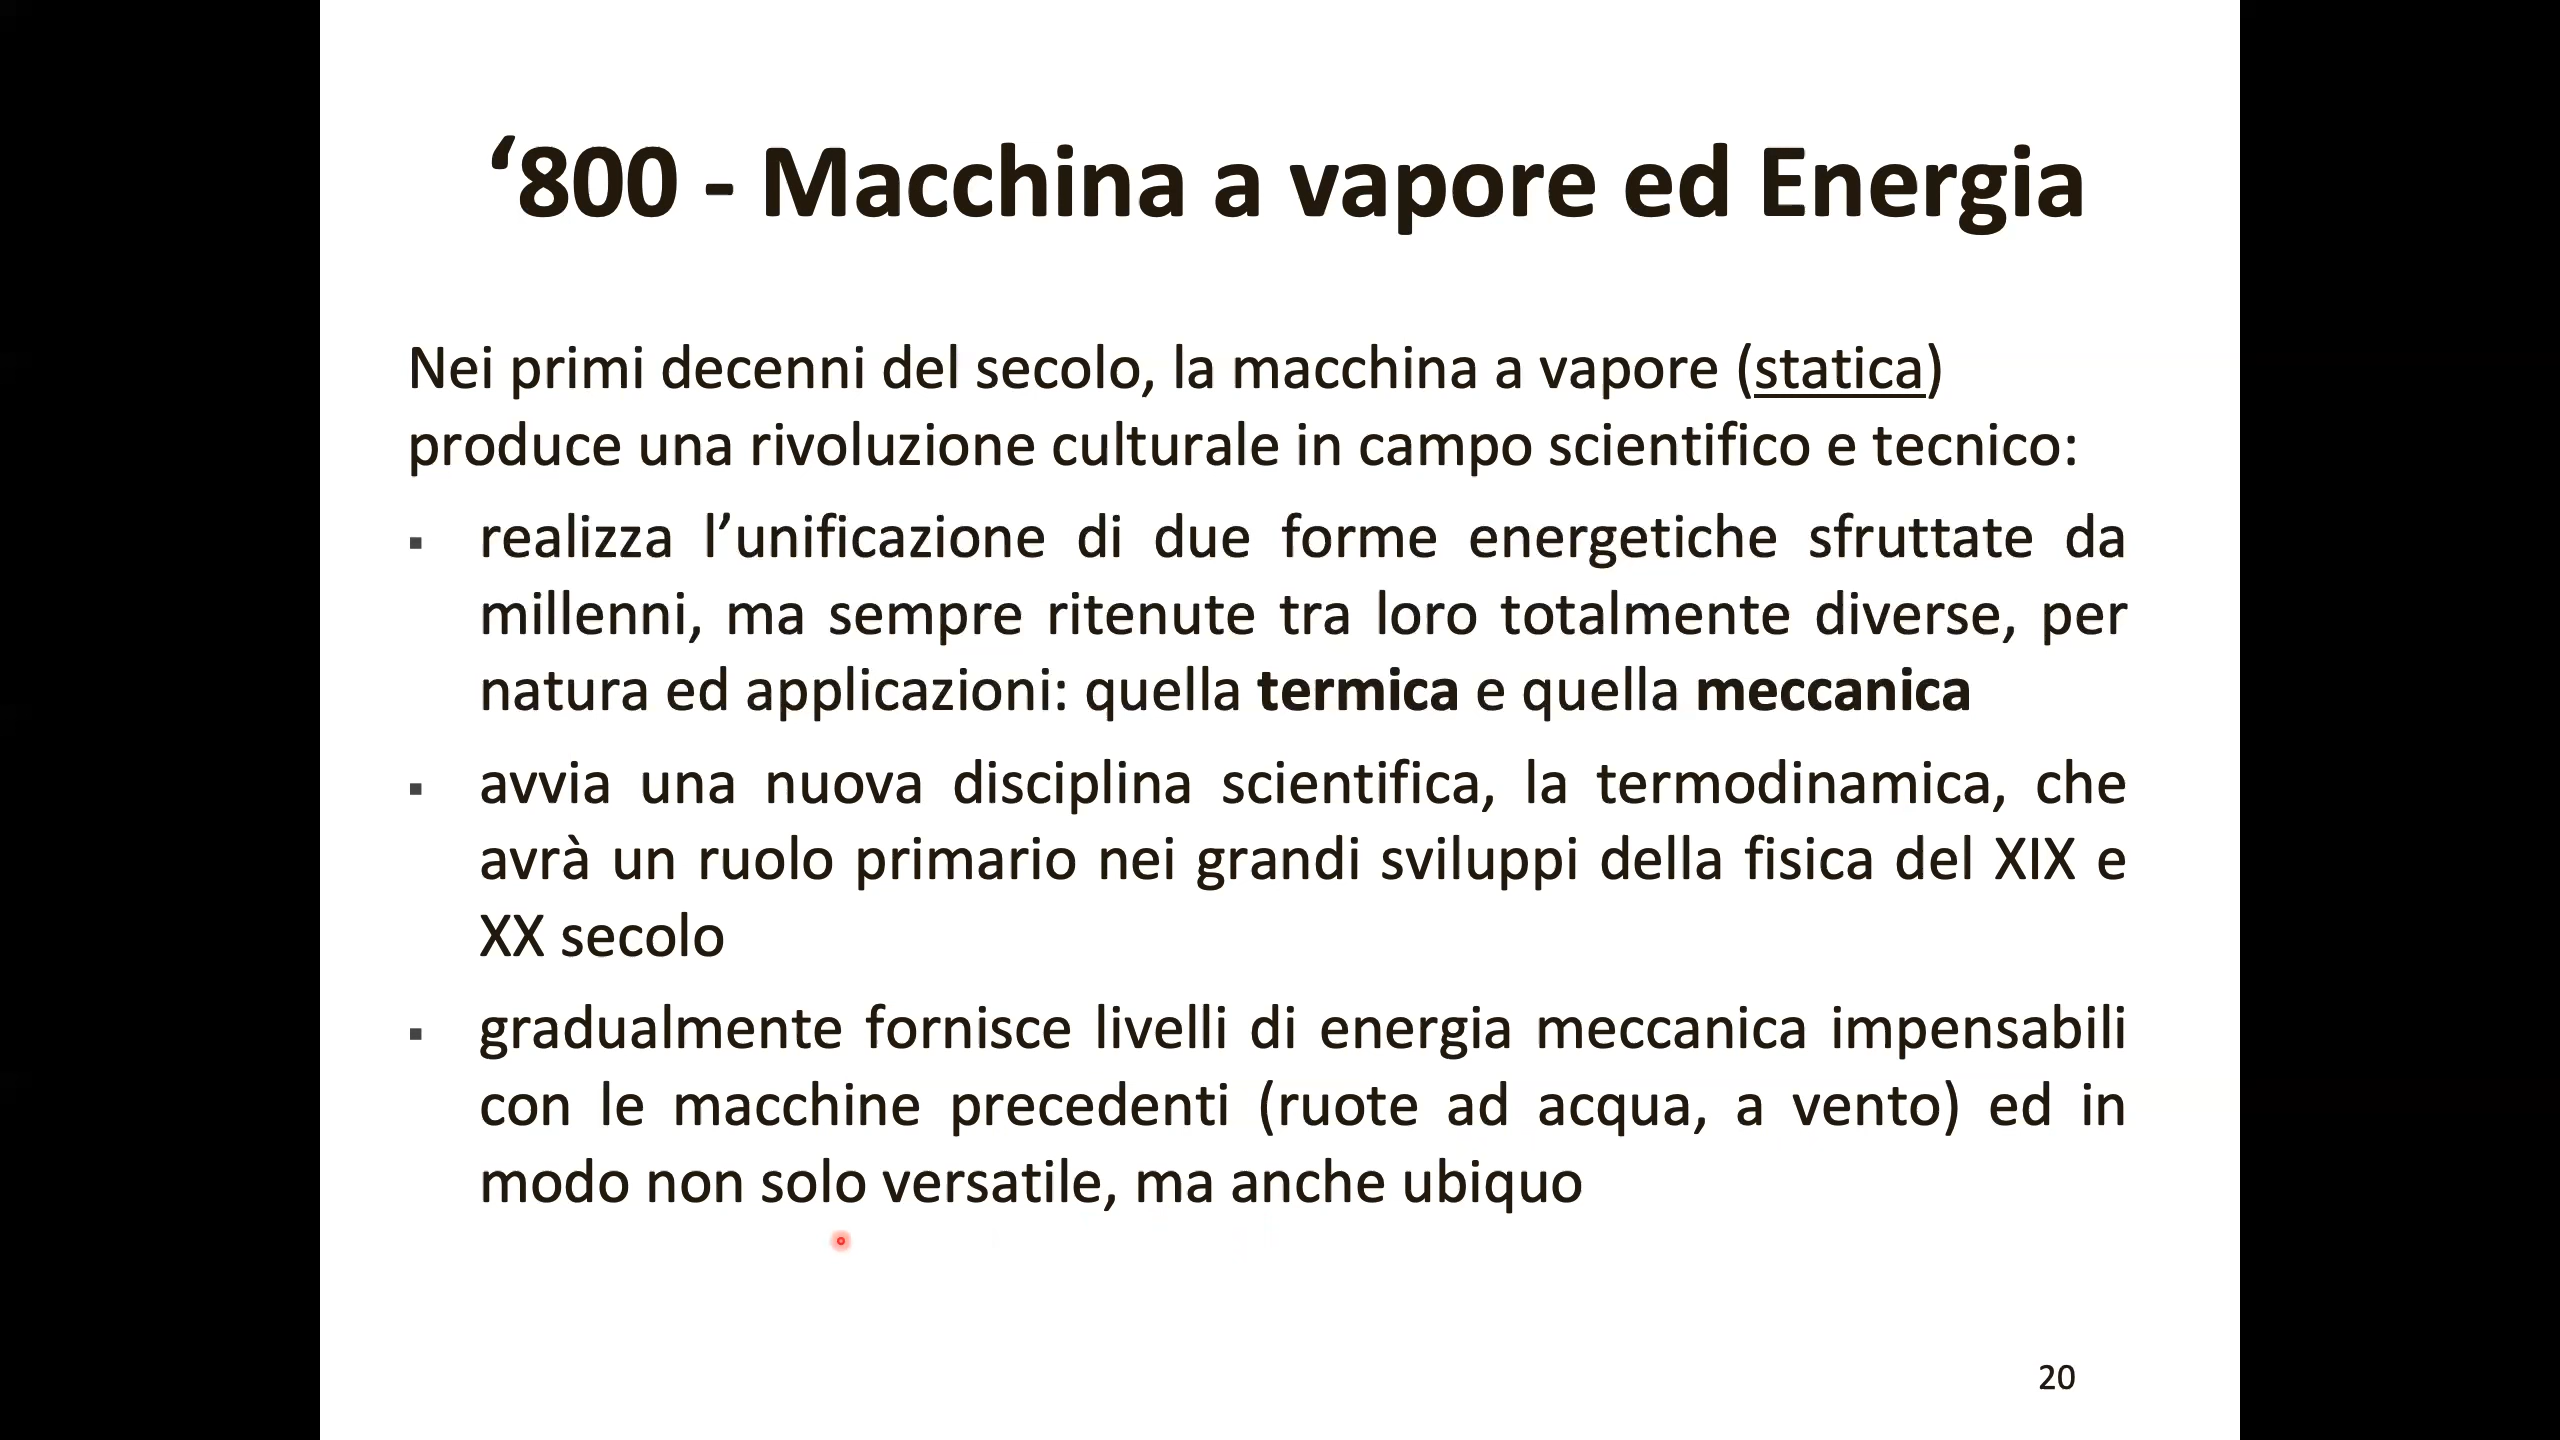 ‘800 - Macchina a vapore ed Energia
Nei primi decenni del secolo, la macchina a vapore (statica)
produce una rivoluzione culturale in campo scientifico e tecnico:
▪ realizza l’unificazione di due forme energetiche sfruttate da
millenni, ma sempre ritenute tra loro totalmente diverse, per
natura ed applicazioni: quella termica e quella meccanica
▪ avvia una nuova disciplina scientifica, la termodinamica, che
avrà un ruolo primario nei grandi sviluppi della fisica del XIX e
XX secolo
▪ gradualmente fornisce livelli di energia meccanica impensabili
con le macchine precedenti (ruote ad acqua, a vento) ed in
modo non solo versatile, ma anche ubiquo
20